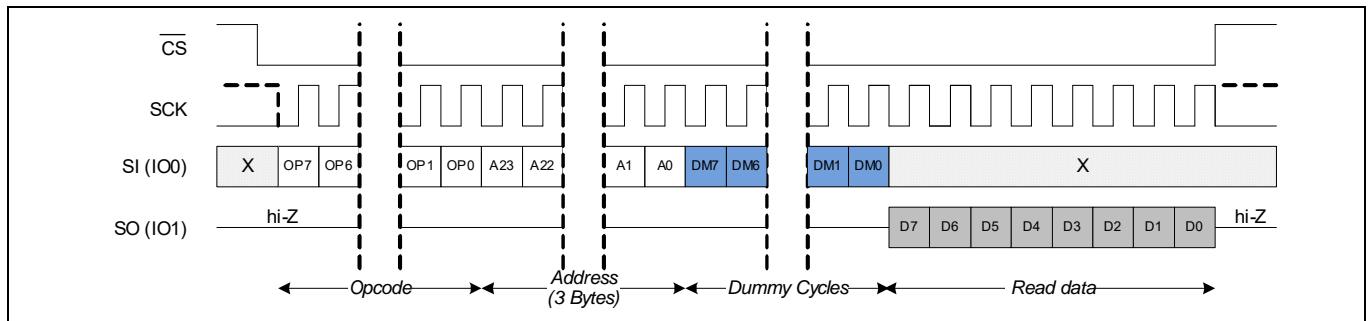 CS
SCK
SI (IO0) X OP7 OP6 OP1 OP0 A23 A22 A1 A0 DM7 DM6 DM1 DM0 X
SO (IO1) hi-Z D7 D6 D5 D4 D3 D2 D1 D0 hi-Z
Opcode Address Dummy Cycles Read data
(3 Bytes)